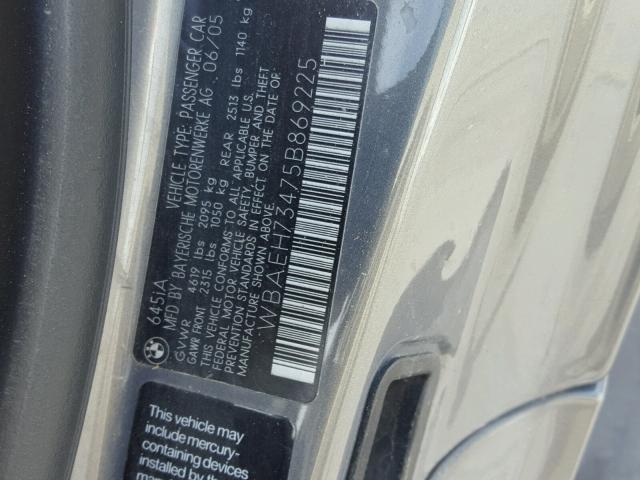 6451A
VEHICLE TYPE: PASSENGER CAR
MFD BY BAYERISCHE MOTORENWERKE AG 06/05
GVWR 4619 lbs 2095 kg
GAWR FRONT 2315 lbs 1050 kg REAR 2513 lbs 1140 kg
THIS VEHICLE CONFORMS TO ALL APPLICABLE U.S.
FEDERAL MOTOR VEHICLE SAFETY, BUMPER AND THEFT
PREVENTION STANDARDS IN EFFECT ON THE DATE OF
MANUFACTURE SHOWN ABOVE.
WBAEH73475B869225
This vehicle may
include mercury-
containing devices
installed by the